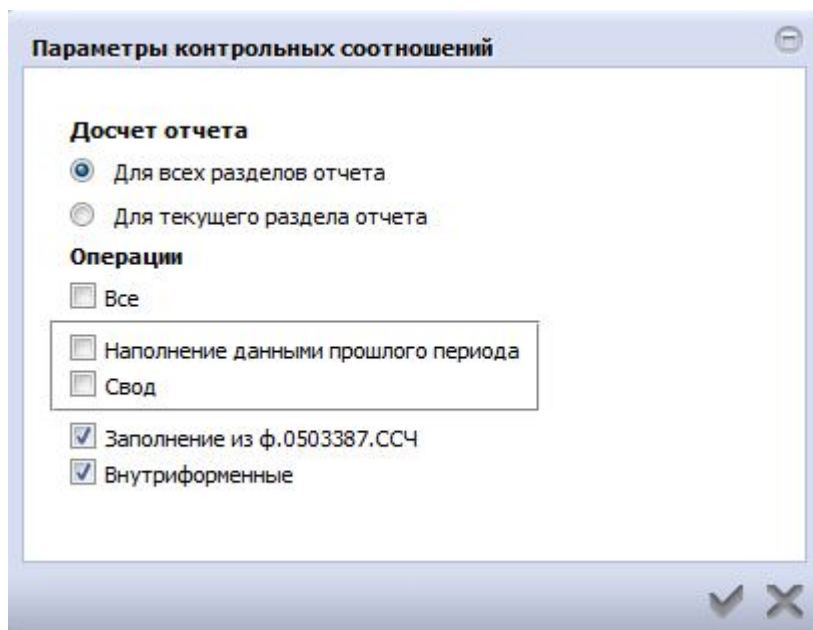 Параметры контрольных соотношений
Досчет отчета
Для всех разделов отчета
Для текущего раздела отчета
Операции
Все
Наполнение данными прошлого периода
Свод
Заполнение из ф.0503387.ССЧ
Внутриформенные